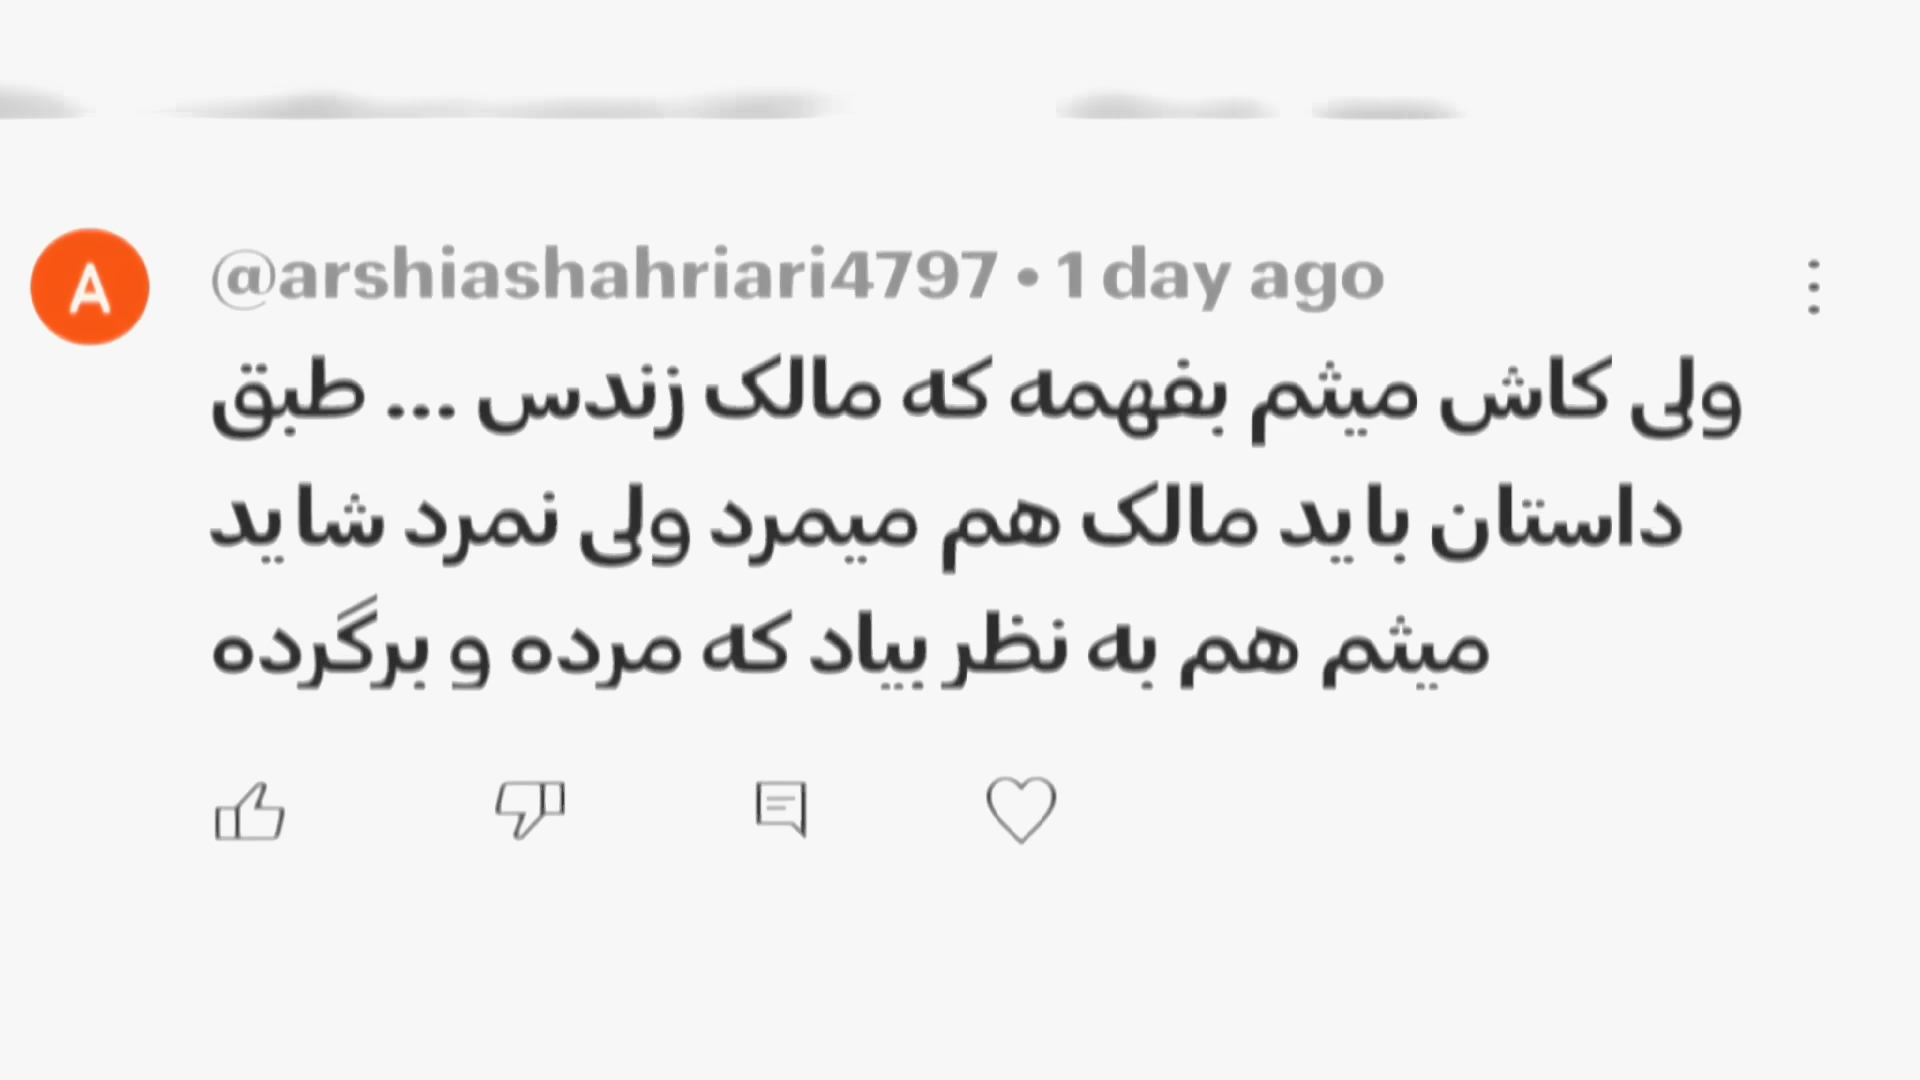 A
@arshiashahriari4797 • 1 day ago
ولی کاش میثم بفهمه که مالک زندس ... طبق
داستان باید مالک هم میمرد ولی نمرد شاید
میثم هم به نظر بیاد که مرده و برگرده